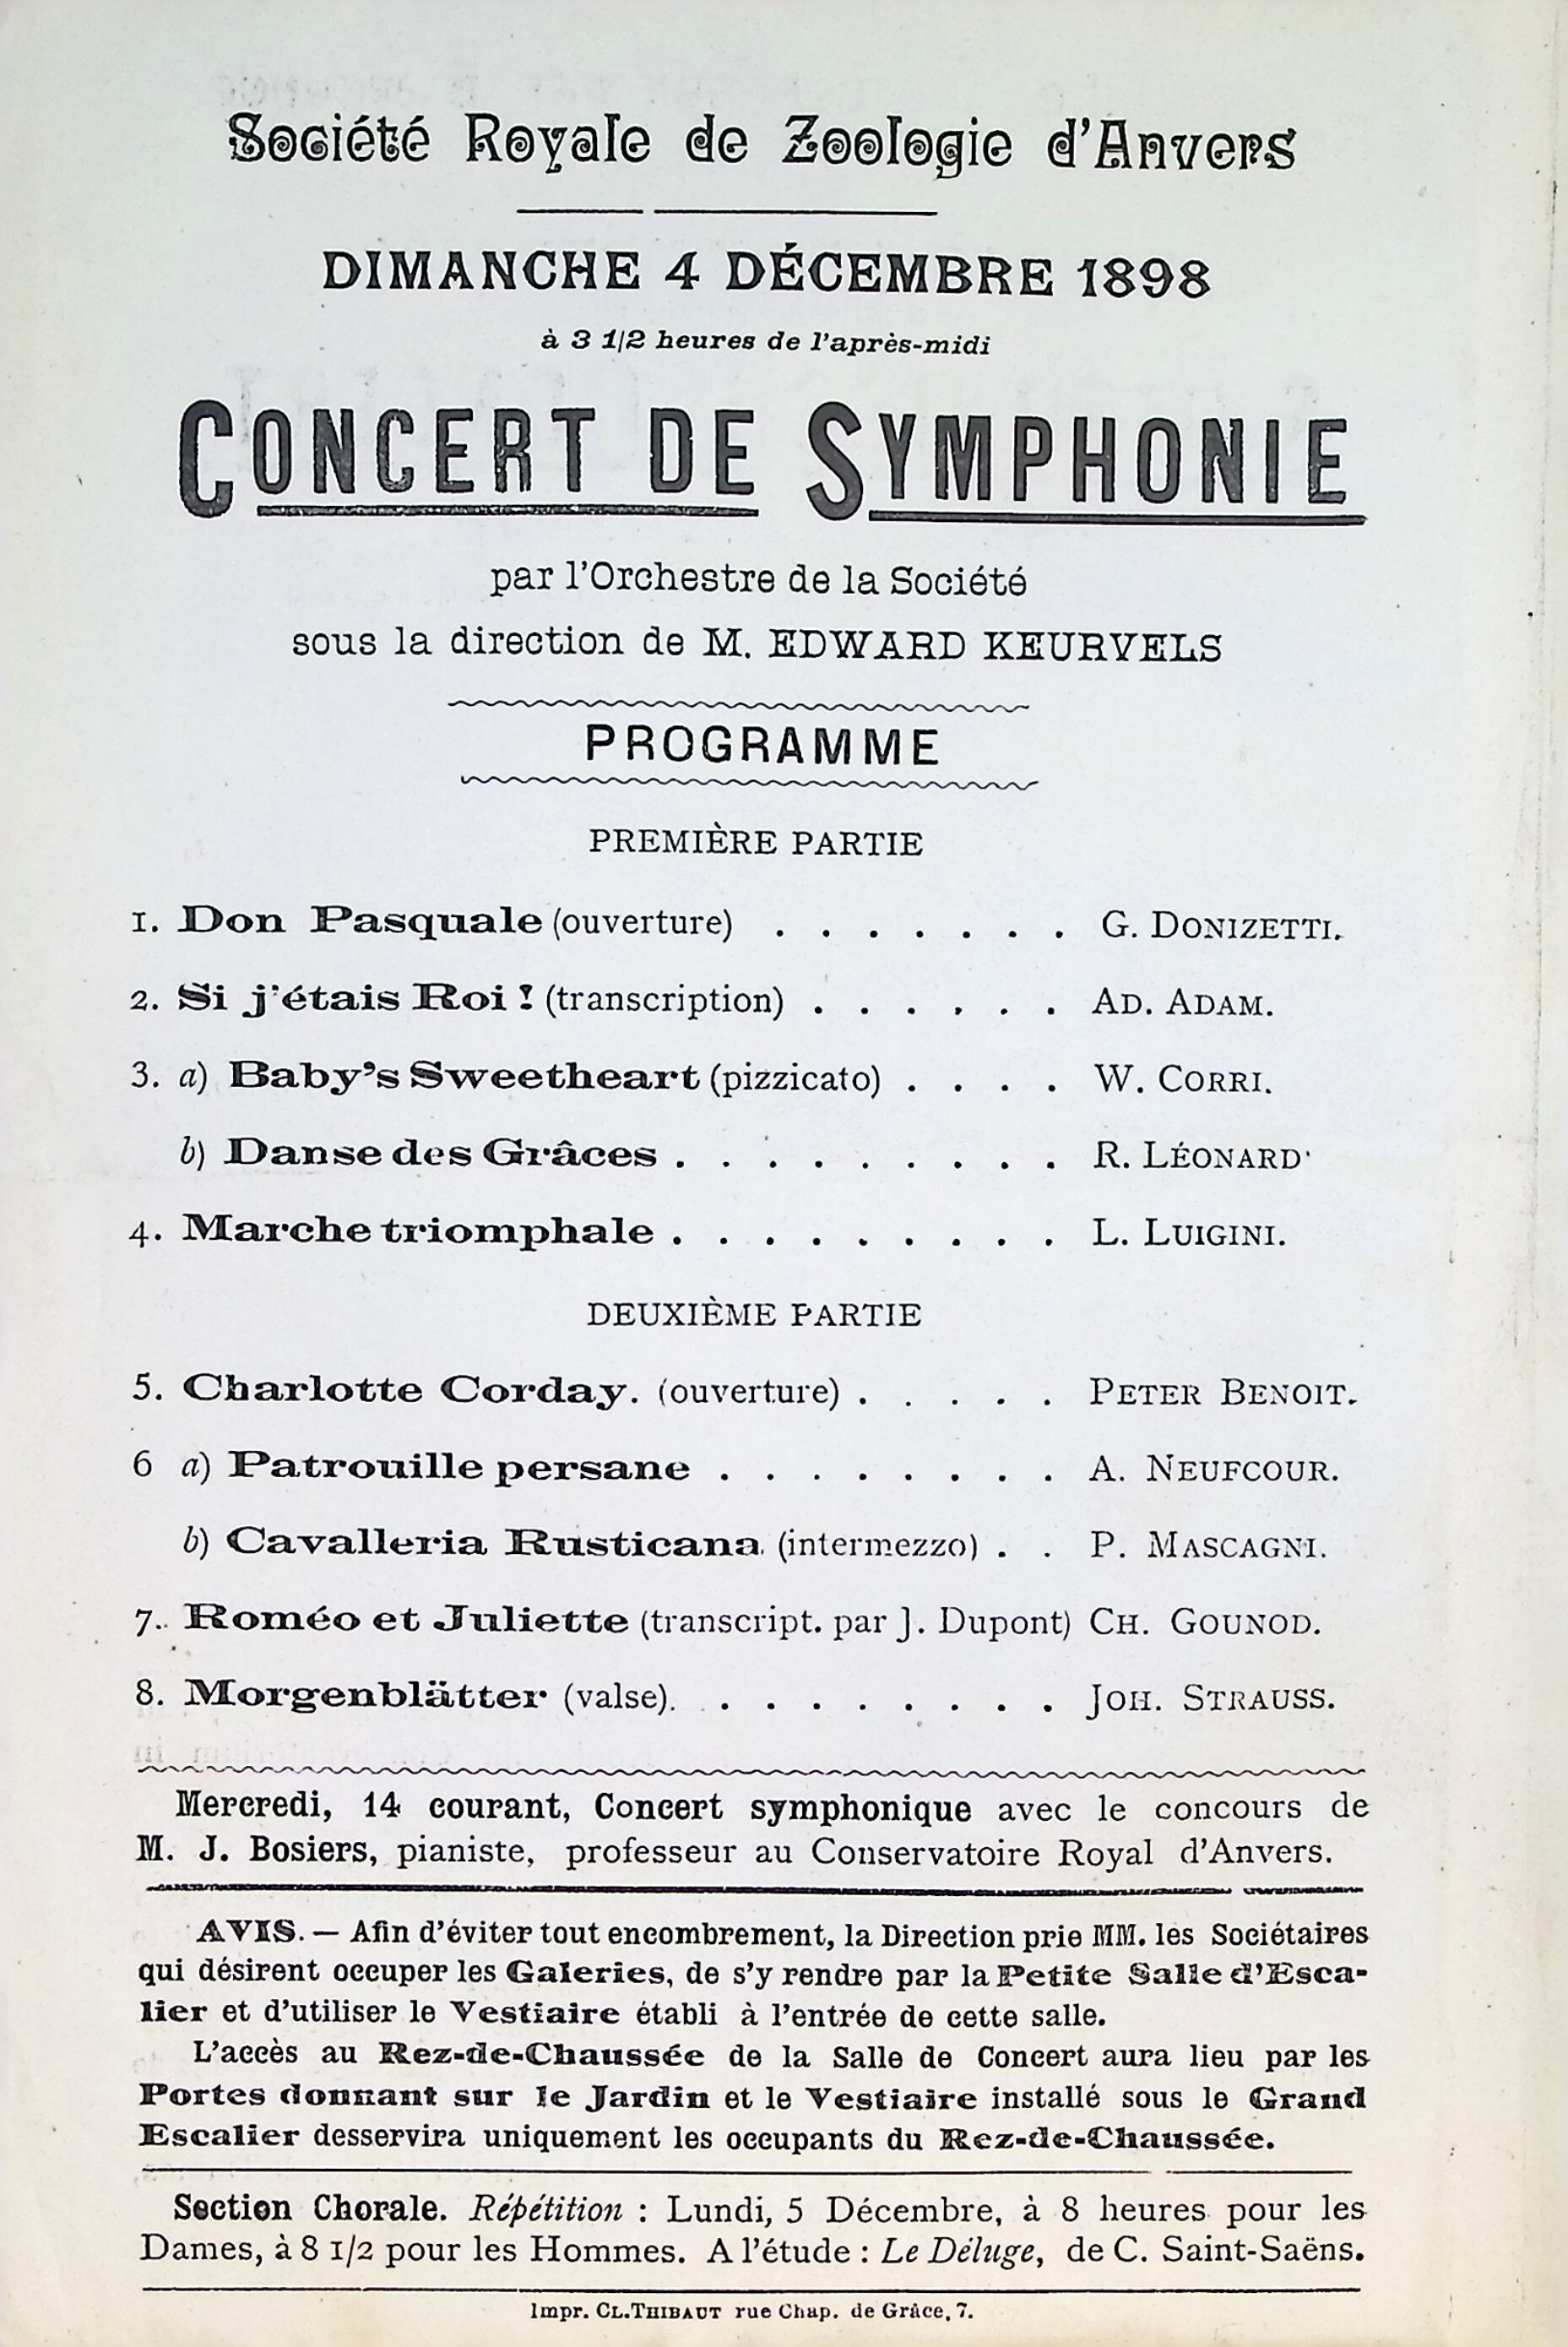 Société Royale de Zoologie d'Anvers
DIMANCHE 4 DÉCEMBRE 1898
à 3 1/2 heures de l'après-midi
CONCERT DE SYMPHONIE
par l'Orchestre de la Société
sous la direction de M. EDWARD KEURVELS
PROGRAMME
PREMIÈRE PARTIE
1. Don Pasquale (ouverture) . . . . . . . G. DONIZETTI.
2. Si j'étais Roi ! (transcription) . . . . . . AD. ADAM.
3. a) Baby's Sweetheart (pizzicato) . . . . W. CORRI.
b) Danse des Grâces . . . . . . . . . R. LÉONARD.
4. Marche triomphale . . . . . . . . . L. LUIGINI.
DEUXIÈME PARTIE
5. Charlotte Corday. (ouverture) . . . . . PETER BENOIT.
6 a) Patrouille persane . . . . . . . . A. NEUFCOUR.
b) Cavalleria Rusticana. (intermezzo) . . P. MASCAGNI.
7. Roméo et Juliette (transcript. par J. Dupont) CH. GOUNOD.
8. Morgenblätter (valse). . . . . . . . . JOH. STRAUSS.
Mercredi, 14 courant, Concert symphonique avec le concours de
M. J. Bosiers, pianiste, professeur au Conservatoire Royal d'Anvers.
AVIS. — Afin d'éviter tout encombrement, la Direction prie MM. les Sociétaires
qui désirent occuper les Galeries, de s'y rendre par la Petite Salle d'Esca-
lier et d'utiliser le Vestiaire établi à l'entrée de cette salle.
L'accès au Rez-de-Chaussée de la Salle de Concert aura lieu par les
Portes donnant sur le Jardin et le Vestiaire installé sous le Grand
Escalier desservira uniquement les occupants du Rez-de-Chaussée.
Section Chorale. Répétition : Lundi, 5 Décembre, à 8 heures pour les
Dames, à 8 1/2 pour les Hommes. A l'étude : Le Déluge, de C. Saint-Saëns.
Impr. CL. THIBAUT rue Chap. de Grâce, 7.